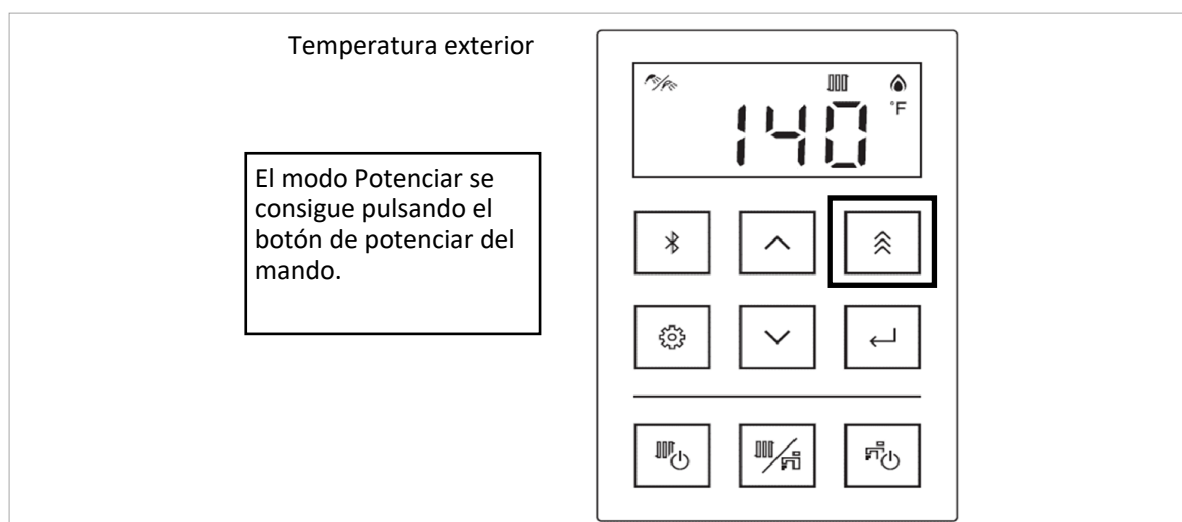 Temperatura exterior
140
°F
El modo Potenciar se
consigue pulsando el
botón de potenciar del
mando.